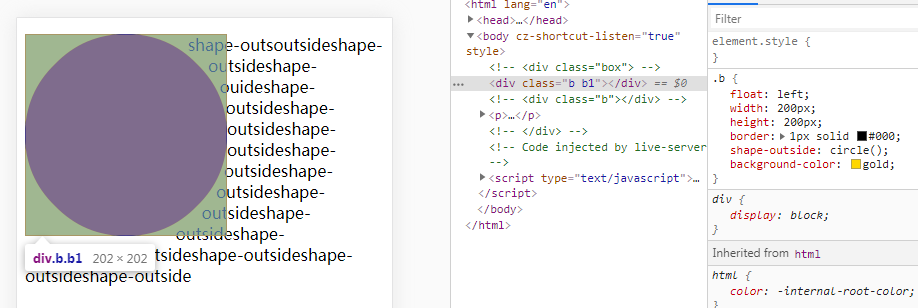 shape-outsoutsideshape-
outsideshape-
ouideshape-
outsideshape-
outsideshape-
outsideshape-
outsideshape-
outsideshape-
outsideshape-
tsideshape-outsideshape-
outsideshape-outside
div.b.b1 202 × 202
<html lang="en">
<head>…</head>
<body cz-shortcut-listen="true"
style>
<!-- <div class="box"> -->
… <div class="b b1"></div> == $0
<!-- <div class="b"></div> -->
<p>…</p>
<!-- </div> -->
<!-- Code injected by live-server
-->
<script type="text/javascript">…
</script>
</body>
</html>
Filter
element.style {
}
.b {
float: left;
width: 200px;
height: 200px;
border: 1px solid #000;
shape-outside: circle();
background-color: gold;
}
div {
display: block;
}
Inherited from html
html {
color: -internal-root-color;